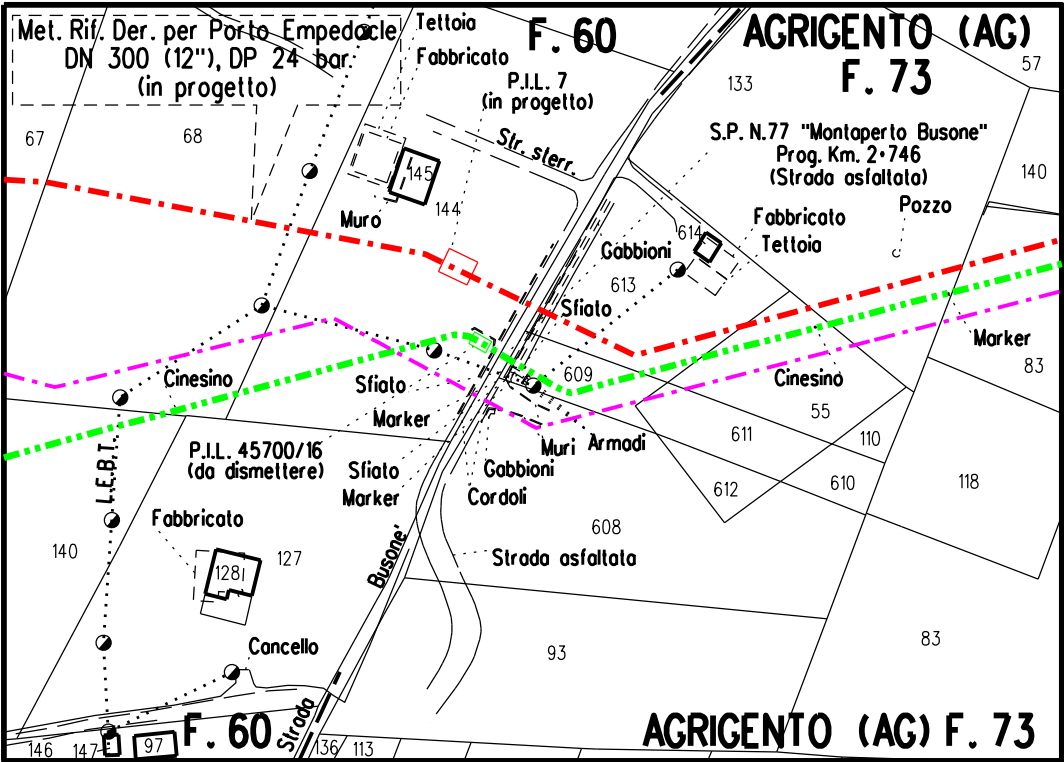 Met. Rif. Der. per Porto Empedocle
DN 300 (12"), DP 24 bar
(in progetto)
Tettoia
Fabbricato
F. 60
AGRIGENTO (AG)
F. 73
57
P.I.L. 7
(in progetto)
133
67
68
Str. sterr.
S.P. N.77 "Montaperto Busone"
Prog. Km. 2+746
(Strada asfaltata)
140
145
144
Muro
Pozzo
Fabbricato
Tettoia
614
Gabbioni
613
Sfiato
Marker
83
Cinesino
Sfiato
Marker
609
Cinesino
55
P.I.L. 45700/16
(da dismettere)
Sfiato
Marker
Gabbioni
Cordoli
Muri
Armadi
611
110
612
610
118
L.E.B.T.
Fabbricato
140
127
128
Busone'
Strada asfaltata
608
93
83
Cancello
Strada
F. 60
AGRIGENTO (AG) F. 73
146
147
97
136
113